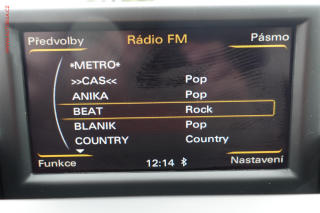 Předvolby Rádio FM Pásmo
*METRO*
>>CAS<< Pop
ANIKA Pop
BEAT Rock
BLANIK Pop
COUNTRY Country
Funkce 12:14 Nastavení